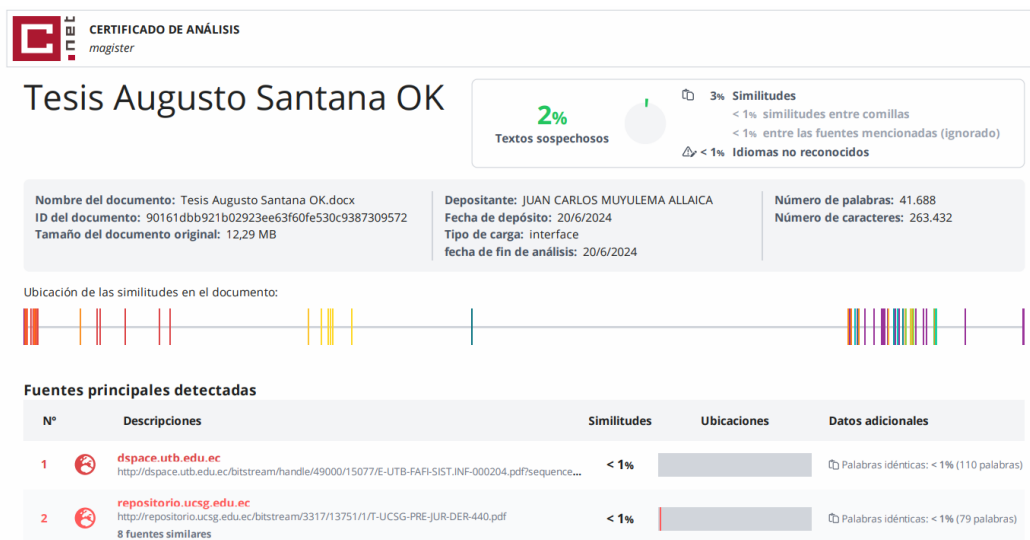 C
.net
CERTIFICADO DE ANÁLISIS
magister
Tesis Augusto Santana OK
2%
Textos sospechosos
3% Similitudes
< 1% similitudes entre comillas
< 1% entre las fuentes mencionadas (ignorado)
< 1% Idiomas no reconocidos
Nombre del documento: Tesis Augusto Santana OK.docx
ID del documento: 90161dbb921b02923ee63f60fe530c9387309572
Tamaño del documento original: 12,29 MB
Depositante: JUAN CARLOS MUYULEMA ALLAICA
Fecha de depósito: 20/6/2024
Tipo de carga: interface
fecha de fin de análisis: 20/6/2024
Número de palabras: 41.688
Número de caracteres: 263.432
Ubicación de las similitudes en el documento:
Fuentes principales detectadas
Nº Descripciones Similitudes Ubicaciones Datos adicionales
1 dspace.utb.edu.ec
http://dspace.utb.edu.ec/bitstream/handle/49000/15077/E-UTB-FAFI-SIST.INF-000204.pdf?sequence...
< 1%
Palabras idénticas: < 1% (110 palabras)
2 repositorio.ucsg.edu.ec
http://repositorio.ucsg.edu.ec/bitstream/3317/13751/1/T-UCSG-PRE-JUR-DER-440.pdf
8 fuentes similares
< 1%
Palabras idénticas: < 1% (79 palabras)